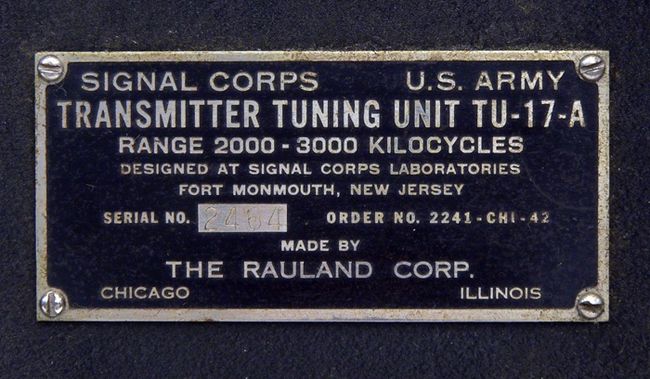 SIGNAL CORPS U.S. ARMY
TRANSMITTER TUNING UNIT TU-17-A
RANGE 2000 - 3000 KILOCYCLES
DESIGNED AT SIGNAL CORPS LABORATORIES
FORT MONMOUTH, NEW JERSEY
SERIAL NO. ORDER NO. 2241-CHI-42
MADE BY
THE RAULAND CORP.
CHICAGO ILLINOIS